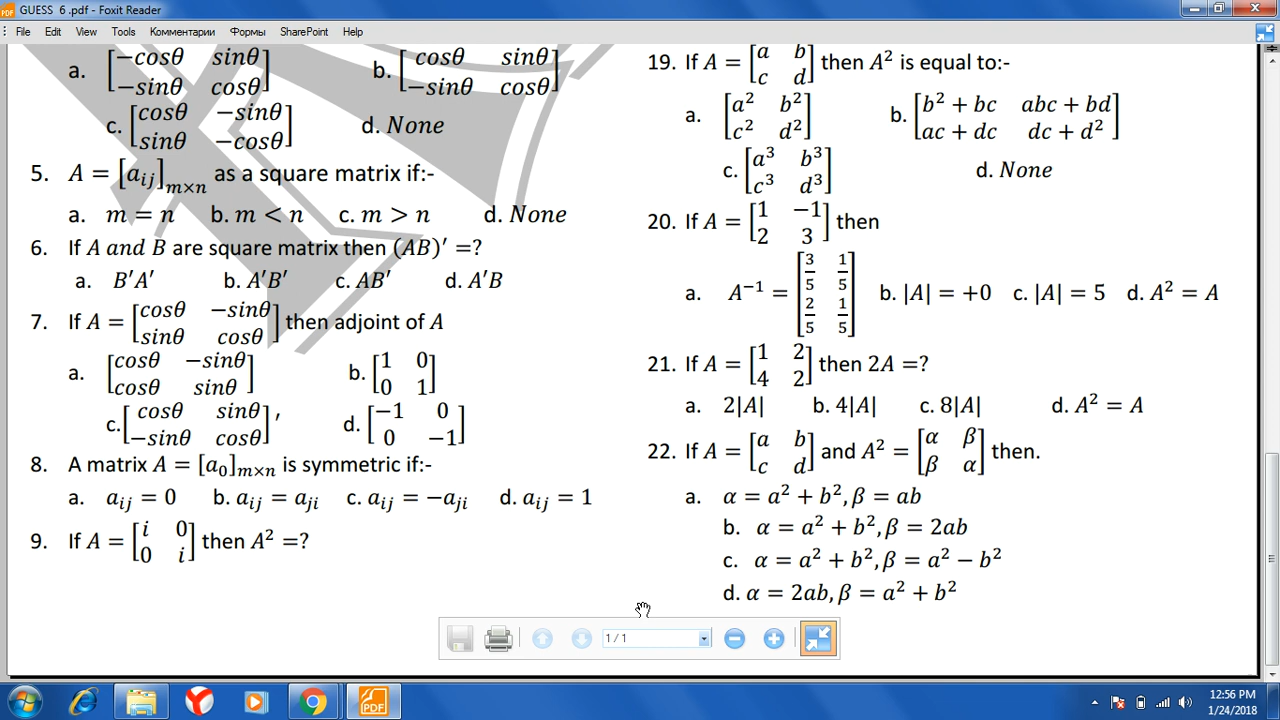 GUESS 6 .pdf - Foxit Reader
File Edit View Tools Комментарии Формы SharePoint Help
a. [−cosθ sinθ
−sinθ cosθ] b. [cosθ sinθ
−sinθ cosθ]
c. [cosθ −sinθ
sinθ −cosθ] d. None
5. A = [aᵢⱼ]ₘ×ₙ as a square matrix if:-
a. m = n b. m < n c. m > n d. None
6. If A and B are square matrix then (AB)′ =?
a. B′A′ b. A′B′ c. AB′ d. A′B
7. If A = [cosθ −sinθ
sinθ cosθ] then adjoint of A
a. [cosθ −sinθ
cosθ sinθ] b. [1 0
0 1]
c. [cosθ sinθ
−sinθ cosθ]′ d. [−1 0
0 −1]
8. A matrix A = [a₀]ₘ×ₙ is symmetric if:-
a. aᵢⱼ = 0 b. aᵢⱼ = aⱼᵢ c. aᵢⱼ = −aⱼᵢ d. aᵢⱼ = 1
9. If A = [i 0
0 i] then A² =?
19. If A = [a b
c d] then A² is equal to:-
a. [a² b²
c² d²] b. [b² + bc abc + bd
ac + dc dc + d²]
c. [a³ b³
c³ d³] d. None
20. If A = [1 −1
2 3] then
a. A⁻¹ = [3/5 1/5
2/5 1/5] b. |A| = +0 c. |A| = 5 d. A² = A
21. If A = [1 2
4 2] then 2A =?
a. 2|A| b. 4|A| c. 8|A| d. A² = A
22. If A = [a b
c d] and A² = [α β
β α] then.
a. α = a² + b², β = ab
b. α = a² + b², β = 2ab
c. α = a² + b², β = a² − b²
d. α = 2ab, β = a² + b²
1 / 1
12:56 PM
1/24/2018